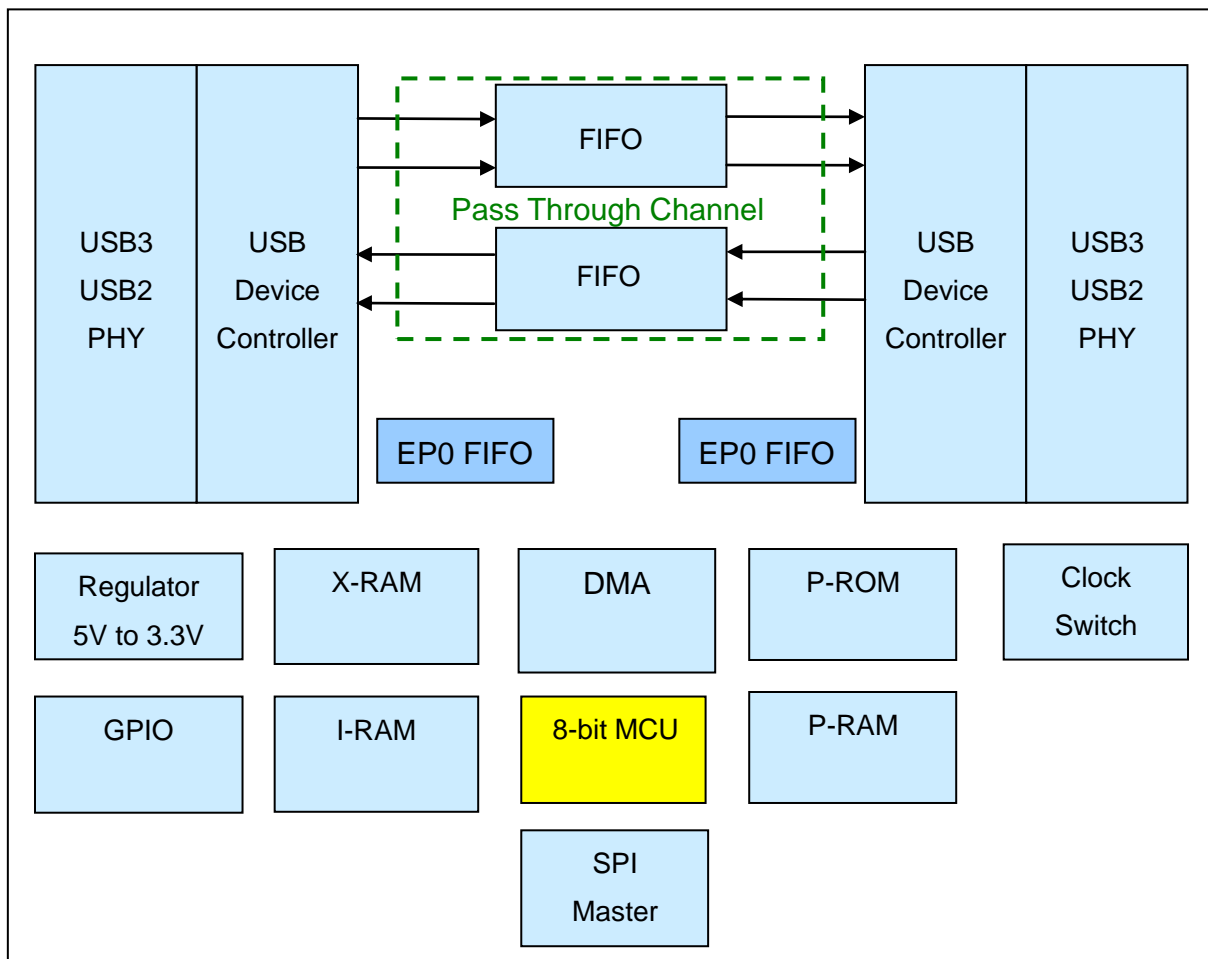 USB3
USB2
PHY
USB
Device
Controller
FIFO
Pass Through Channel
FIFO
USB
Device
Controller
USB3
USB2
PHY
EP0 FIFO
EP0 FIFO
Regulator
5V to 3.3V
X-RAM
DMA
P-ROM
Clock
Switch
GPIO
I-RAM
8-bit MCU
P-RAM
SPI
Master